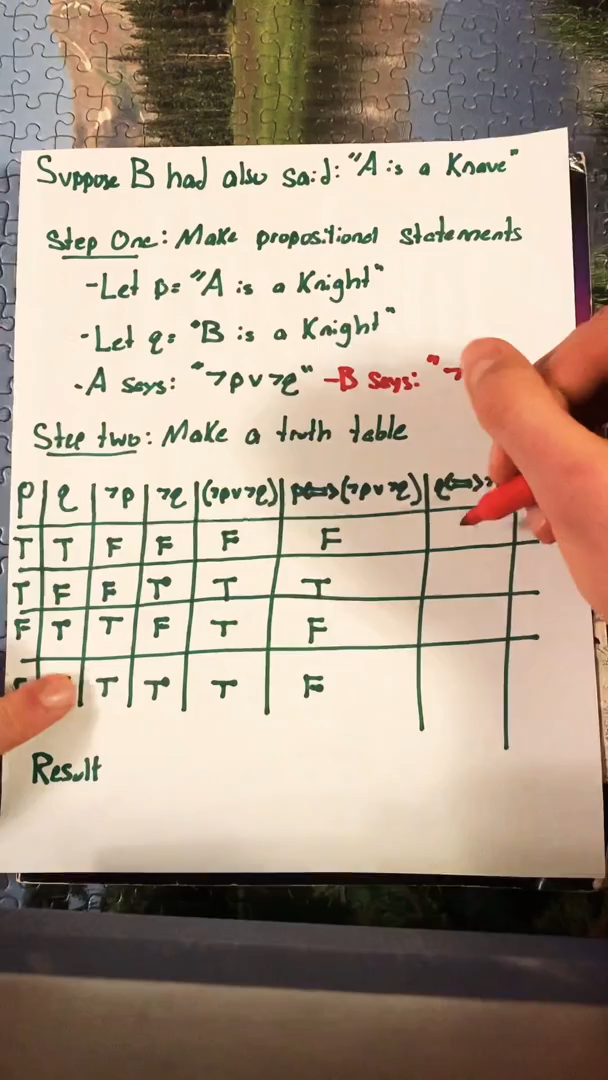 Suppose B had also said: "A is a Knave"
Step One: Make propositional statements
-Let p= "A is a Knight"
-Let q= "B is a Knight"
-A says: "¬p∨¬q" -B says: "¬
Step two: Make a truth table
P | q | ¬p | ¬q | (¬p∨¬q) | p⟺(¬p∨¬q) | q⟺
T | T | F | F | F | F
T | F | F | T | T | T
F | T | T | F | T | F
T | T | T | F
Result